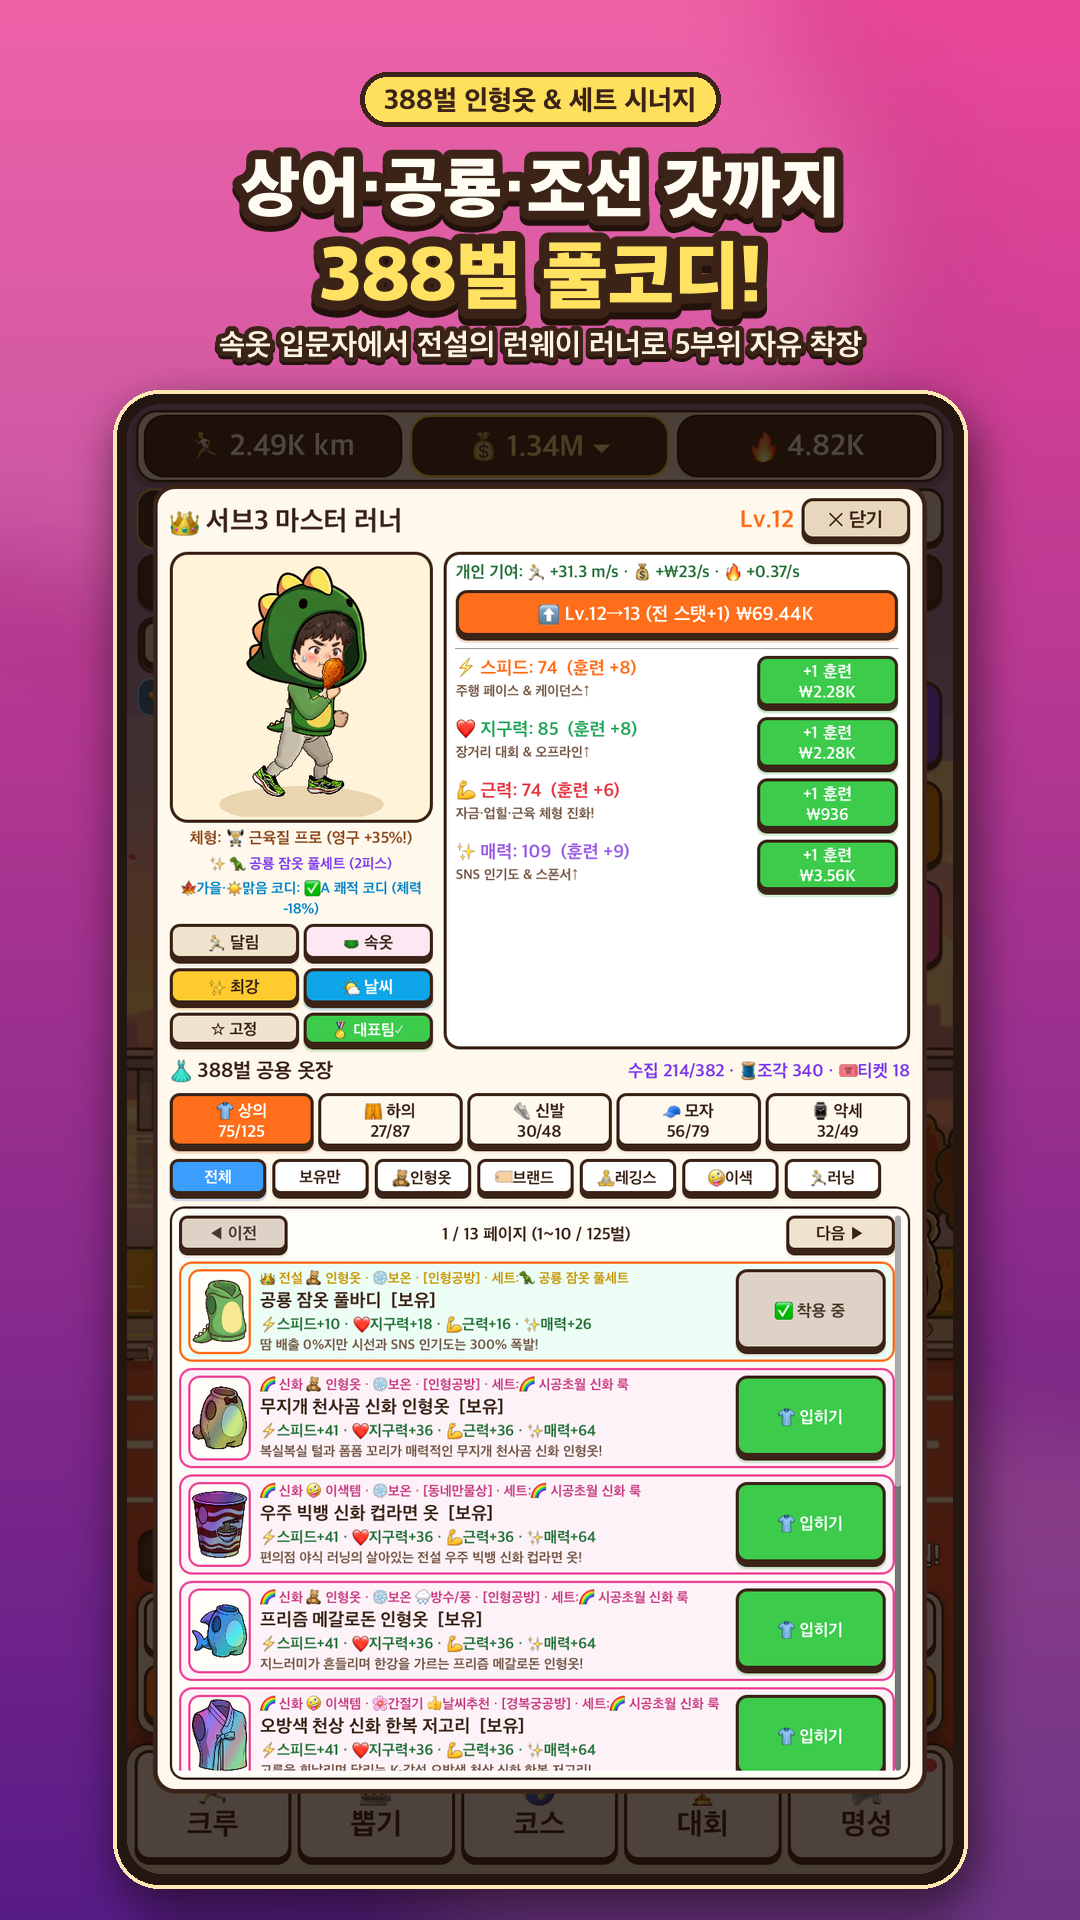 388벌 인형옷 & 세트 시너지
상어·공룡·조선 갓까지
388벌 풀코디!
속옷 입문자에서 전설의 런웨이 러너로 5부위 자유 착장
2.49K km
1.34M
4.82K
서브3 마스터 러너
Lv.12
✕ 닫기
개인 기여: +31.3 m/s · +₩23/s · +0.37/s
Lv.12→13 (전 스탯+1) ₩69.44K
스피드: 74 (훈련 +8)
주행 페이스 & 케이던스↑
+1 훈련
₩2.28K
지구력: 85 (훈련 +8)
장거리 대회 & 오프라인↑
+1 훈련
₩2.28K
근력: 74 (훈련 +6)
자금·업힐·근육 체형 진화!
+1 훈련
₩936
매력: 109 (훈련 +9)
SNS 인기도 & 스폰서↑
+1 훈련
₩3.56K
체형: 근육질 프로 (영구 +35%!)
공룡 잠옷 풀세트 (2피스)
가을·맑음 코디: A 쾌적 코디 (체력
-18%)
달림
속옷
최강
날씨
☆ 고정
대표팀✓
388벌 공용 옷장
수집 214/382 · 조각 340 · 티켓 18
상의
75/125
하의
27/87
신발
30/48
모자
56/79
악세
32/49
전체
보유만
인형옷
브랜드
레깅스
이색
러닝
◀ 이전
1 / 13 페이지 (1~10 / 125벌)
다음 ▶
전설 인형옷 · 보온 · [인형공방] · 세트: 공룡 잠옷 풀세트
공룡 잠옷 풀바디 [보유]
스피드+10 · 지구력+18 · 근력+16 · 매력+26
땀 배출 0%지만 시선과 SNS 인기도는 300% 폭발!
착용 중
신화 인형옷 · 보온 · [인형공방] · 세트: 시공초월 신화 룩
무지개 천사곰 신화 인형옷 [보유]
스피드+41 · 지구력+36 · 근력+36 · 매력+64
복실복실 털과 폼폼 꼬리가 매력적인 무지개 천사곰 신화 인형옷!
입히기
신화 이색템 · 보온 · [동네만물상] · 세트: 시공초월 신화 룩
우주 빅뱅 신화 컵라면 옷 [보유]
스피드+41 · 지구력+36 · 근력+36 · 매력+64
편의점 야식 러닝의 살아있는 전설 우주 빅뱅 신화 컵라면 옷!
입히기
신화 인형옷 · 보온 방수/풍 · [인형공방] · 세트: 시공초월 신화 룩
프리즘 메갈로돈 인형옷 [보유]
스피드+41 · 지구력+36 · 근력+36 · 매력+64
지느러미가 흔들리며 한강을 가르는 프리즘 메갈로돈 인형옷!
입히기
신화 이색템 · 간절기 날씨추천 · [경복궁공방] · 세트: 시공초월 신화 룩
오방색 천상 신화 한복 저고리 [보유]
스피드+41 · 지구력+36 · 근력+36 · 매력+64
입히기
크루
뽑기
코스
대회
명성